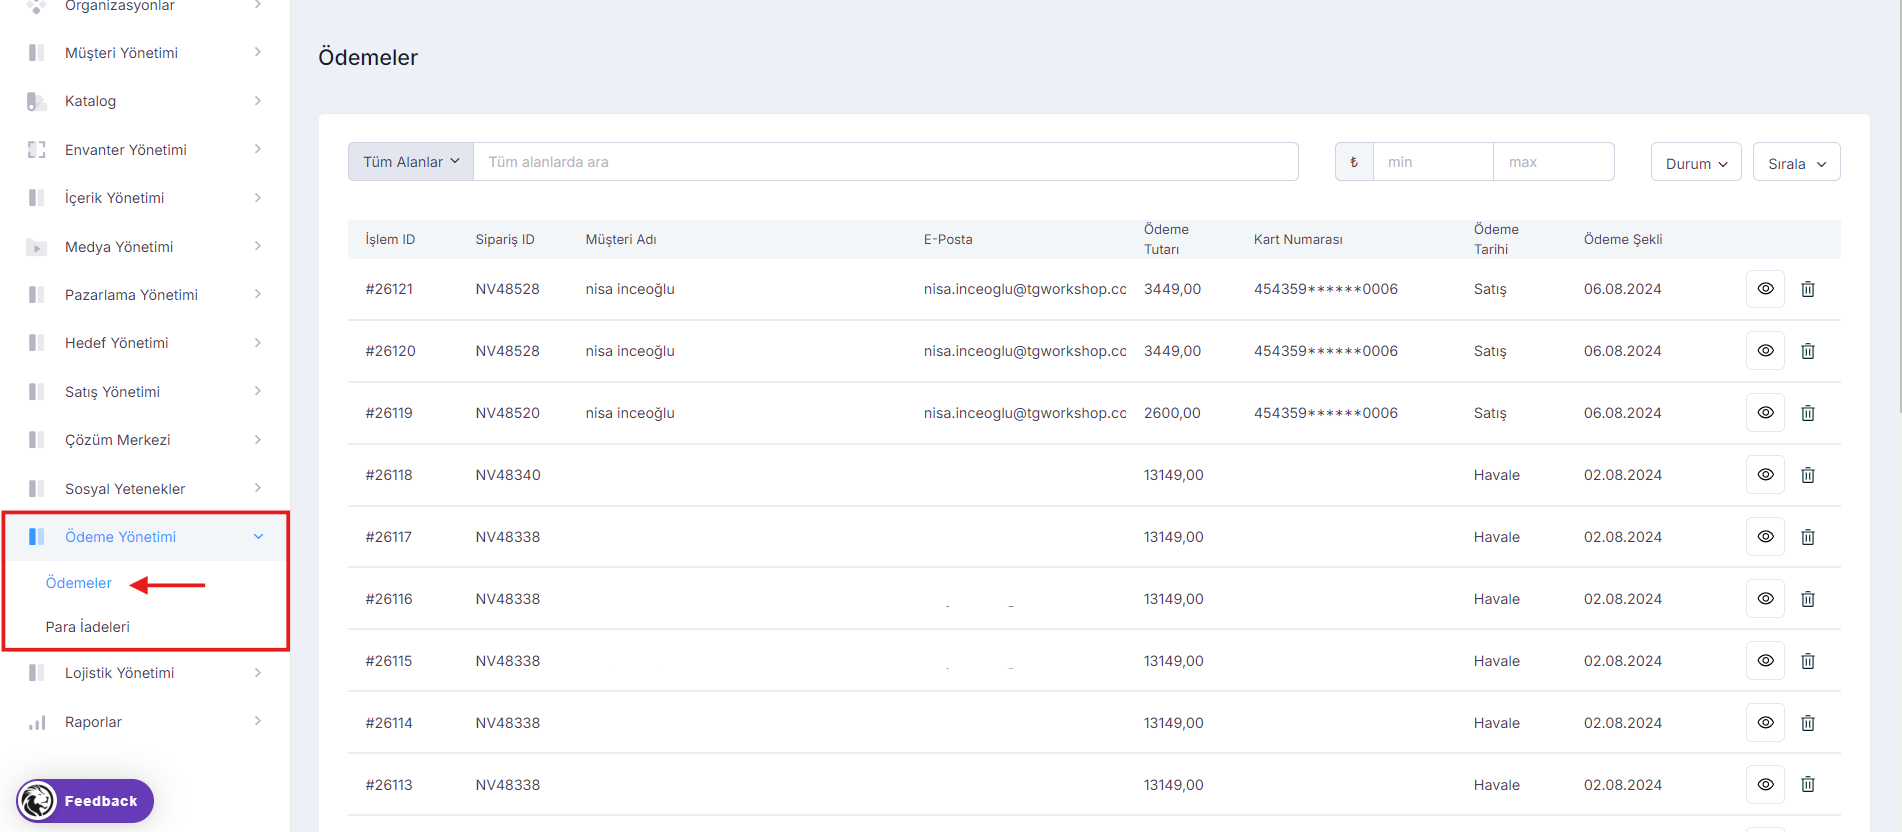 Organizasyonlar
Müşteri Yönetimi
Katalog
Envanter Yönetimi
İçerik Yönetimi
Medya Yönetimi
Pazarlama Yönetimi
Hedef Yönetimi
Satış Yönetimi
Çözüm Merkezi
Sosyal Yetenekler
Ödeme Yönetimi
Ödemeler
Para İadeleri
Lojistik Yönetimi
Raporlar
Feedback
Ödemeler
Tüm Alanlar Tüm alanlarda ara ₺ min max Durum Sırala
İşlem ID Sipariş ID Müşteri Adı E-Posta Ödeme Tutarı Kart Numarası Ödeme Tarihi Ödeme Şekli
#26121 NV48528 nisa inceoğlu nisa.inceoglu@tgworkshop.cc 3449,00 454359******0006 Satış 06.08.2024
#26120 NV48528 nisa inceoğlu nisa.inceoglu@tgworkshop.cc 3449,00 454359******0006 Satış 06.08.2024
#26119 NV48520 nisa inceoğlu nisa.inceoglu@tgworkshop.cc 2600,00 454359******0006 Satış 06.08.2024
#26118 NV48340 13149,00 Havale 02.08.2024
#26117 NV48338 13149,00 Havale 02.08.2024
#26116 NV48338 13149,00 Havale 02.08.2024
#26115 NV48338 13149,00 Havale 02.08.2024
#26114 NV48338 13149,00 Havale 02.08.2024
#26113 NV48338 13149,00 Havale 02.08.2024